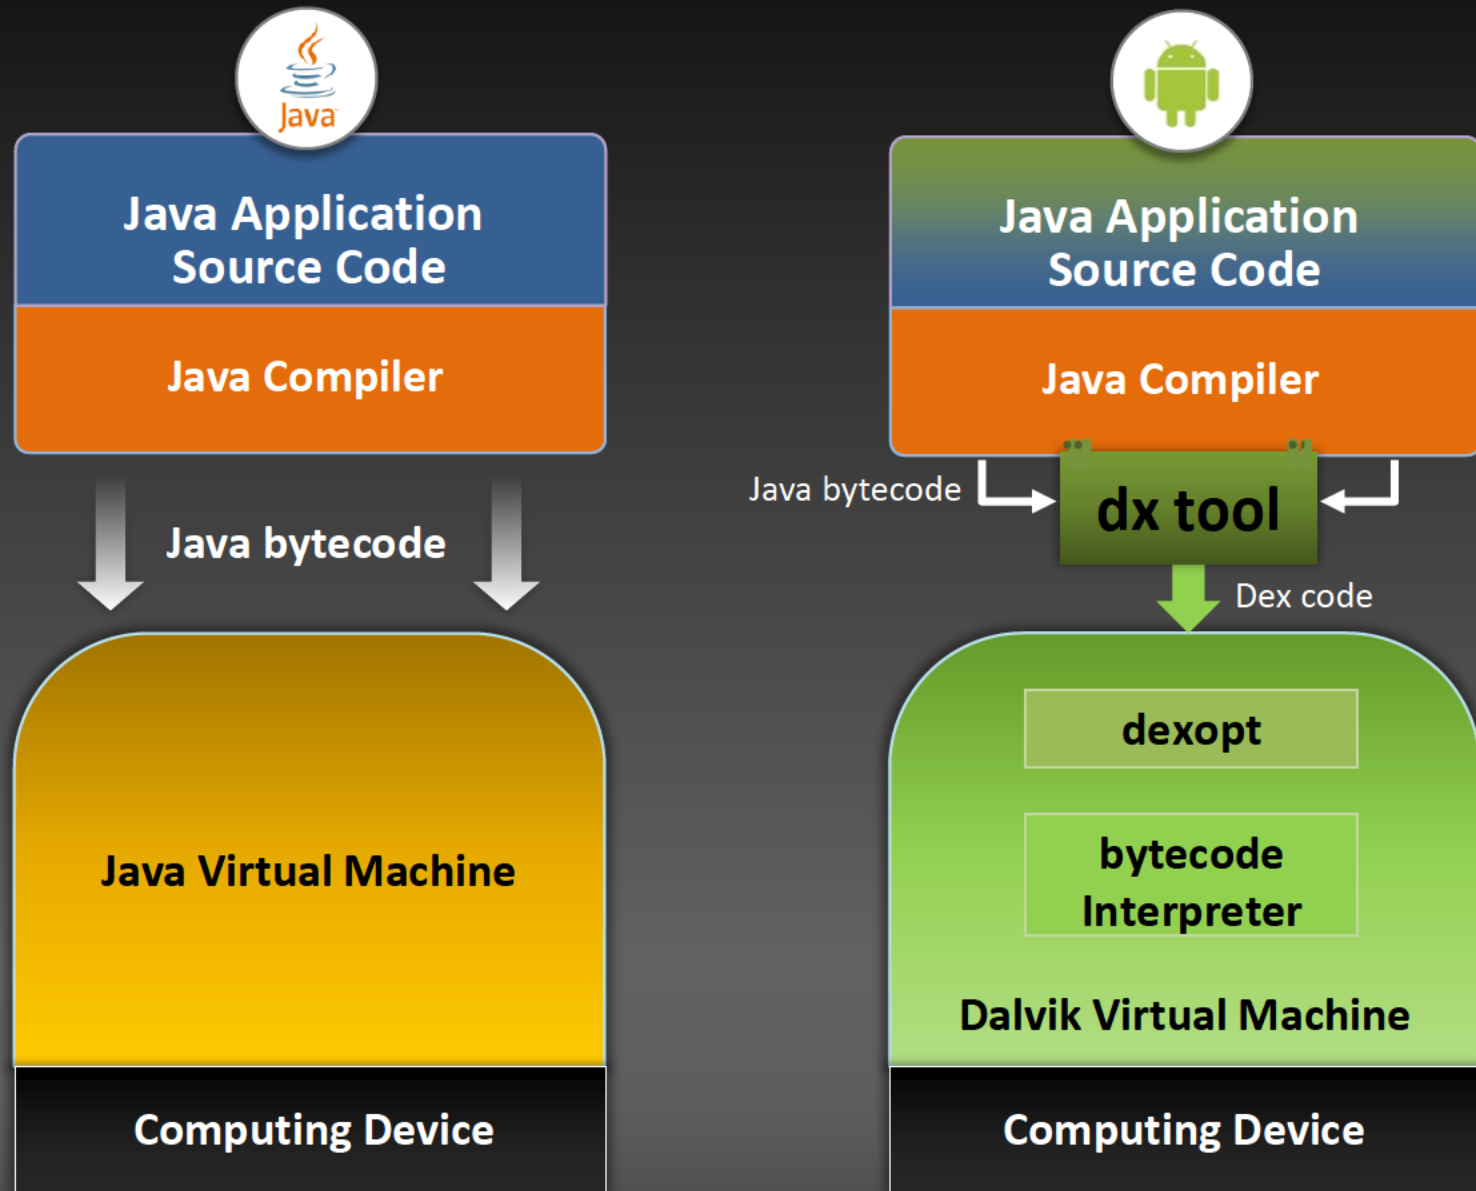 Java
Java Application
Source Code
Java Compiler
Java bytecode
Java Virtual Machine
Computing Device
Java Application
Source Code
Java Compiler
Java bytecode
dx tool
Dex code
dexopt
bytecode
Interpreter
Dalvik Virtual Machine
Computing Device